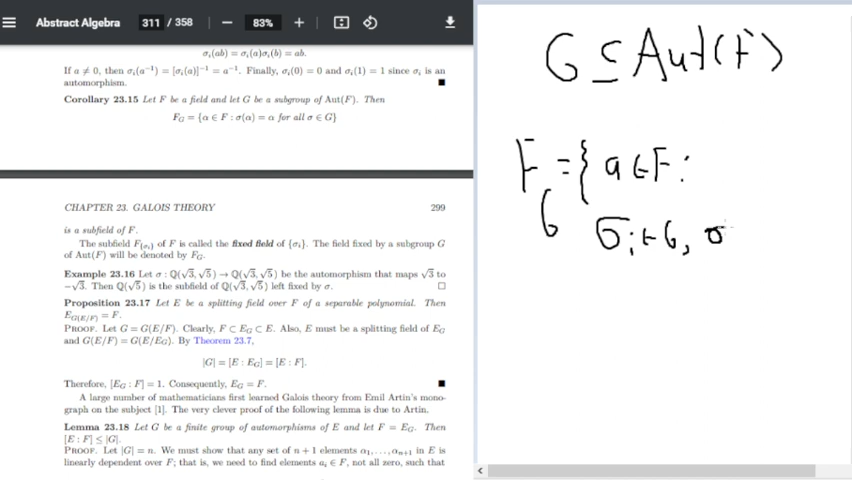 Abstract Algebra 311 / 358 — 83% +
σᵢ(ab) = σᵢ(a)σᵢ(b) = ab.
If a ≠ 0, then σᵢ(a⁻¹) = [σᵢ(a)]⁻¹ = a⁻¹. Finally, σᵢ(0) = 0 and σᵢ(1) = 1 since σᵢ is an
automorphism. ■
Corollary 23.15 Let F be a field and let G be a subgroup of Aut(F). Then
F_G = {α ∈ F : σ(α) = α for all σ ∈ G}
CHAPTER 23. GALOIS THEORY 299
is a subfield of F.
The subfield F_{σᵢ} of F is called the fixed field of {σᵢ}. The field fixed by a subgroup G
of Aut(F) will be denoted by F_G.
Example 23.16 Let σ : ℚ(√3, √5) → ℚ(√3, √5) be the automorphism that maps √3 to
−√3. Then ℚ(√5) is the subfield of ℚ(√3, √5) left fixed by σ. □
Proposition 23.17 Let E be a splitting field over F of a separable polynomial. Then
E_G(E/F) = F.
PROOF. Let G = G(E/F). Clearly, F ⊂ E_G ⊂ E. Also, E must be a splitting field of E_G
and G(E/F) = G(E/E_G). By Theorem 23.7,
|G| = [E : E_G] = [E : F].
Therefore, [E_G : F] = 1. Consequently, E_G = F. ■
A large number of mathematicians first learned Galois theory from Emil Artin's mono-
graph on the subject [1]. The very clever proof of the following lemma is due to Artin.
Lemma 23.18 Let G be a finite group of automorphisms of E and let F = E_G. Then
[E : F] ≤ |G|.
PROOF. Let |G| = n. We must show that any set of n + 1 elements α₁, . . . , αₙ₊₁ in E is
linearly dependent over F; that is, we need to find elements aᵢ ∈ F, not all zero, such that
G ⊆ Aut(F)
F_G = { a ∈ F :
σᵢ ∈ G, σ